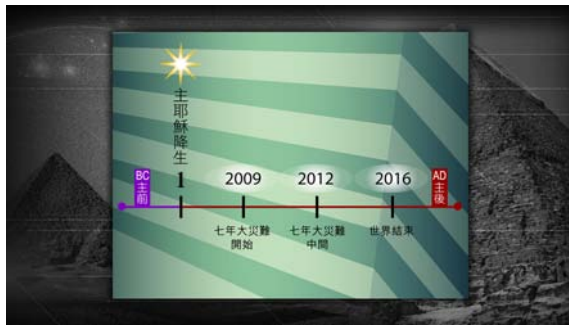 主耶穌降生
BC
主前
1
2009
2012
2016
AD
主後
七年大災難
開始
七年大災難
中間
世界結束